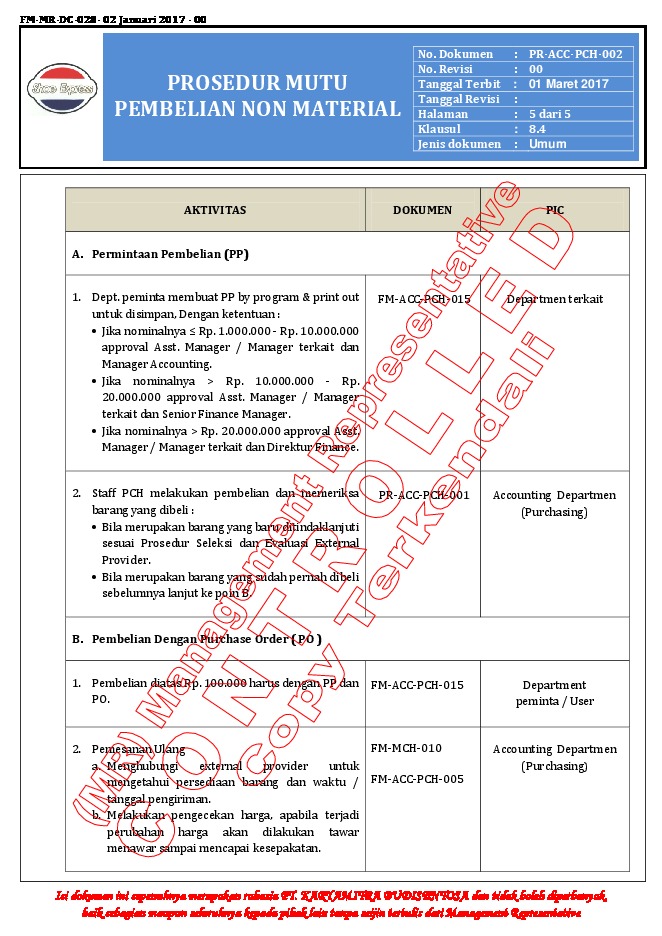 FM-MR-DC-028- 02 Januari 2017 - 00
Shoe Express
PROSEDUR MUTU
PEMBELIAN NON MATERIAL
No. Dokumen : PR-ACC-PCH-002
No. Revisi : 00
Tanggal Terbit : 01 Maret 2017
Tanggal Revisi :
Halaman : 5 dari 5
Klausul : 8.4
Jenis dokumen : Umum
AKTIVITAS DOKUMEN PIC
A. Permintaan Pembelian (PP)
1. Dept. peminta membuat PP by program & print out FM-ACC-PCH-015 Departmen terkait
untuk disimpan, Dengan ketentuan :
• Jika nominalnya ≤ Rp. 1.000.000 - Rp. 10.000.000
approval Asst. Manager / Manager terkait dan
Manager Accounting.
• Jika nominalnya > Rp. 10.000.000 - Rp.
20.000.000 approval Asst. Manager / Manager
terkait dan Senior Finance Manager.
• Jika nominalnya > Rp. 20.000.000 approval Asst.
Manager / Manager terkait dan Direktur Finance.
2. Staff PCH melakukan pembelian dan memeriksa PR-ACC-PCH-001 Accounting Departmen
barang yang dibeli : (Purchasing)
• Bila merupakan barang yang baru ditindaklanjuti
sesuai Prosedur Seleksi dan Evaluasi External
Provider.
• Bila merupakan barang yang sudah pernah dibeli
sebelumnya lanjut ke poin B.
B. Pembelian Dengan Purchase Order ( PO )
1. Pembelian diatas Rp. 100.000 harus dengan PP dan FM-ACC-PCH-015 Department
PO. peminta / User
2. Pemesanan Ulang FM-MCH-010 Accounting Departmen
a. Menghubungi external provider untuk (Purchasing)
mengetahui persediaan barang dan waktu / FM-ACC-PCH-005
tanggal pengiriman.
b. Melakukan pengecekan harga, apabila terjadi
perubahan harga akan dilakukan tawar
menawar sampai mencapai kesepakatan.
(MR) Management Representative
CONTROLLED
Copy Terkendali
Isi dokumen ini sepenuhnya merupakan rahasia PT. KARYAMITRA BUDISENTOSA dan tidak boleh diperbanyak,
baik sebagian maupun seluruhnya kepada pihak lain tanpa seijin tertulis dari Management Representative